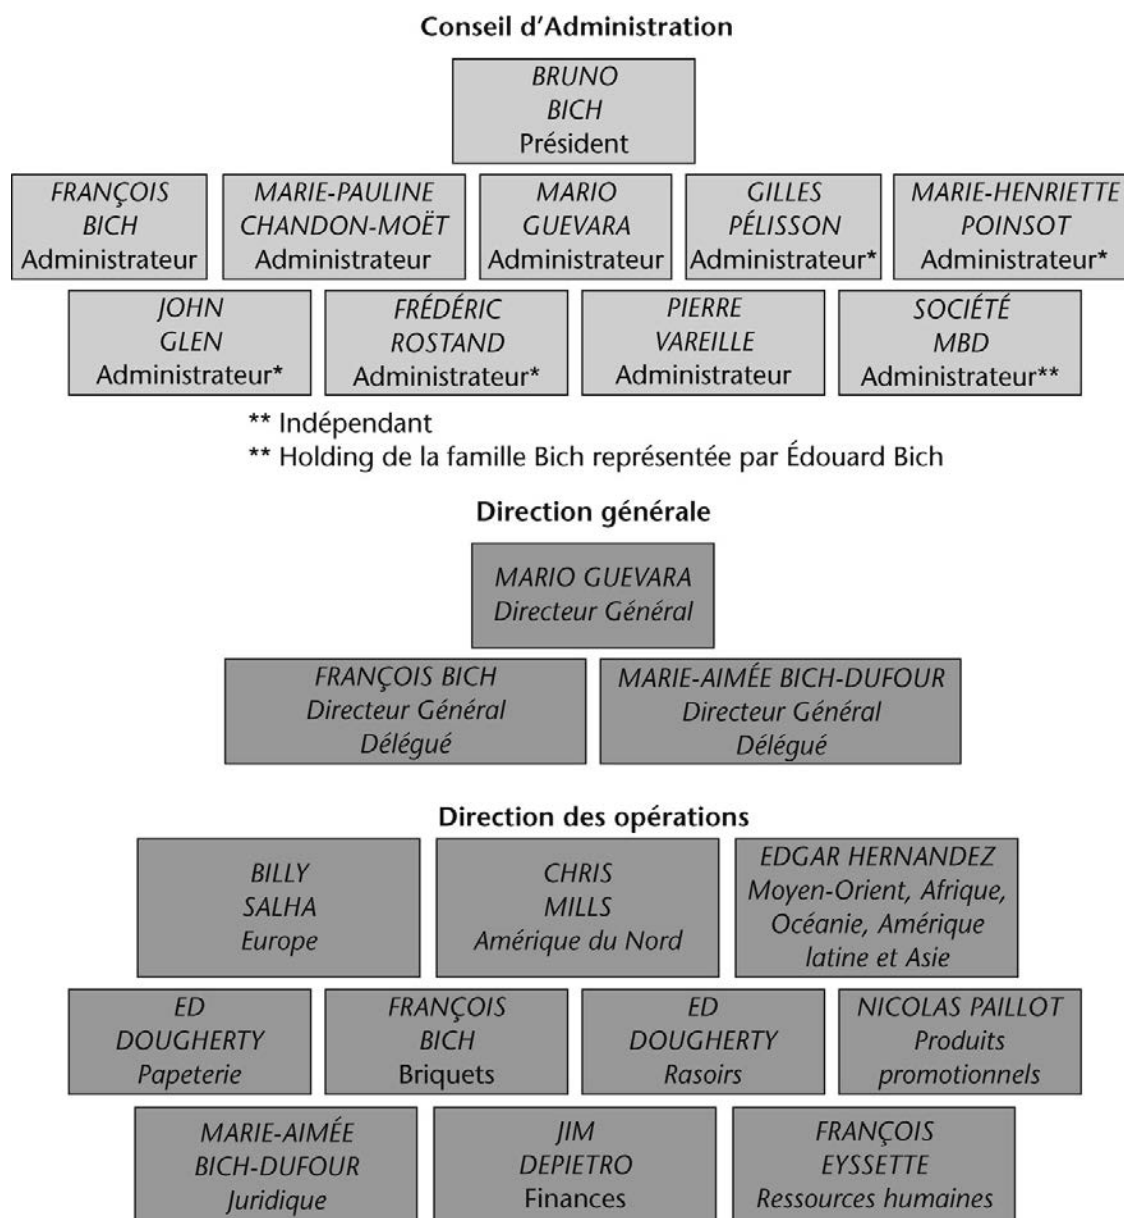 Conseil d'Administration
BRUNO
BICH
Président
FRANÇOIS
BICH
Administrateur
MARIE-PAULINE
CHANDON-MOËT
Administrateur
MARIO
GUEVARA
Administrateur
GILLES
PÉLISSON
Administrateur*
MARIE-HENRIETTE
POINSOT
Administrateur*
JOHN
GLEN
Administrateur*
FRÉDÉRIC
ROSTAND
Administrateur*
PIERRE
VAREILLE
Administrateur
SOCIÉTÉ
MBD
Administrateur**
** Indépendant
** Holding de la famille Bich représentée par Édouard Bich
Direction générale
MARIO GUEVARA
Directeur Général
FRANÇOIS BICH
Directeur Général
Délégué
MARIE-AIMÉE BICH-DUFOUR
Directeur Général
Délégué
Direction des opérations
BILLY
SALHA
Europe
CHRIS
MILLS
Amérique du Nord
EDGAR HERNANDEZ
Moyen-Orient, Afrique,
Océanie, Amérique
latine et Asie
ED
DOUGHERTY
Papeterie
FRANÇOIS
BICH
Briquets
ED
DOUGHERTY
Rasoirs
NICOLAS PAILLOT
Produits
promotionnels
MARIE-AIMÉE
BICH-DUFOUR
Juridique
JIM
DEPIETRO
Finances
FRANÇOIS
EYSSETTE
Ressources humaines